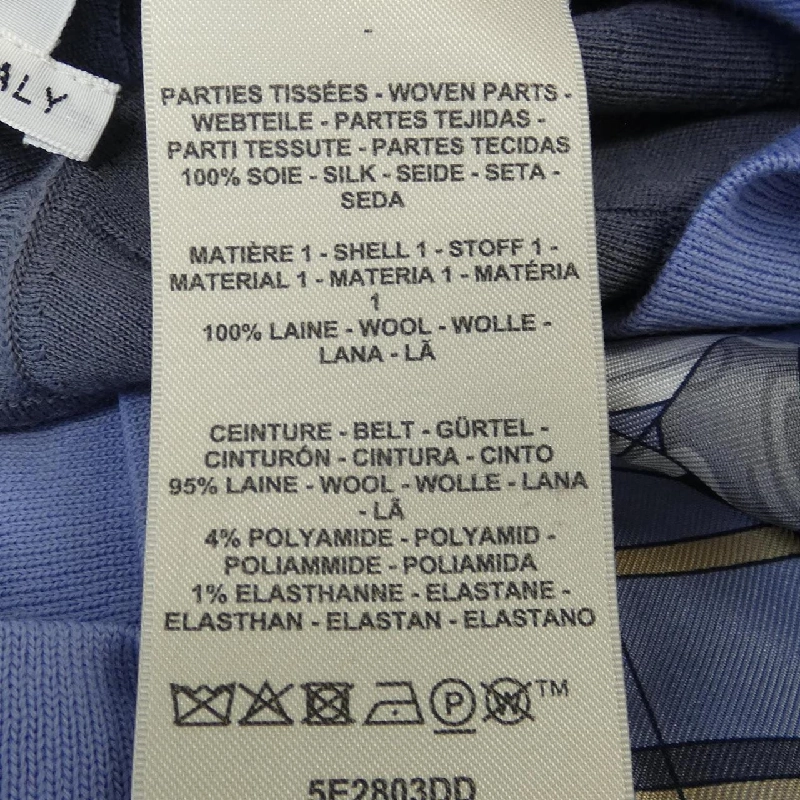 ALY
-
PARTIES TISSÉES - WOVEN PARTS -
WEBTEILE - PARTES TEJIDAS -
PARTI TESSUTE - PARTES TECIDAS
100% SOIE - SILK - SEIDE - SETA -
SEDA
MATIÈRE 1 - SHELL 1 - STOFF 1 -
MATERIAL 1 - MATERIA 1 - MATÉRIA
1
100% LAINE - WOOL - WOLLE -
LANA - LÃ
CEINTURE - BELT - GÜRTEL -
CINTURÓN - CINTURA - CINTO
95% LAINE - WOOL - WOLLE - LANA
- LÃ
4% POLYAMIDE - POLYAMID -
POLIAMMIDE - POLIAMIDA
1% ELASTHANNE - ELASTANE -
ELASTHAN - ELASTAN - ELASTANO
P W TM
5E2803DD